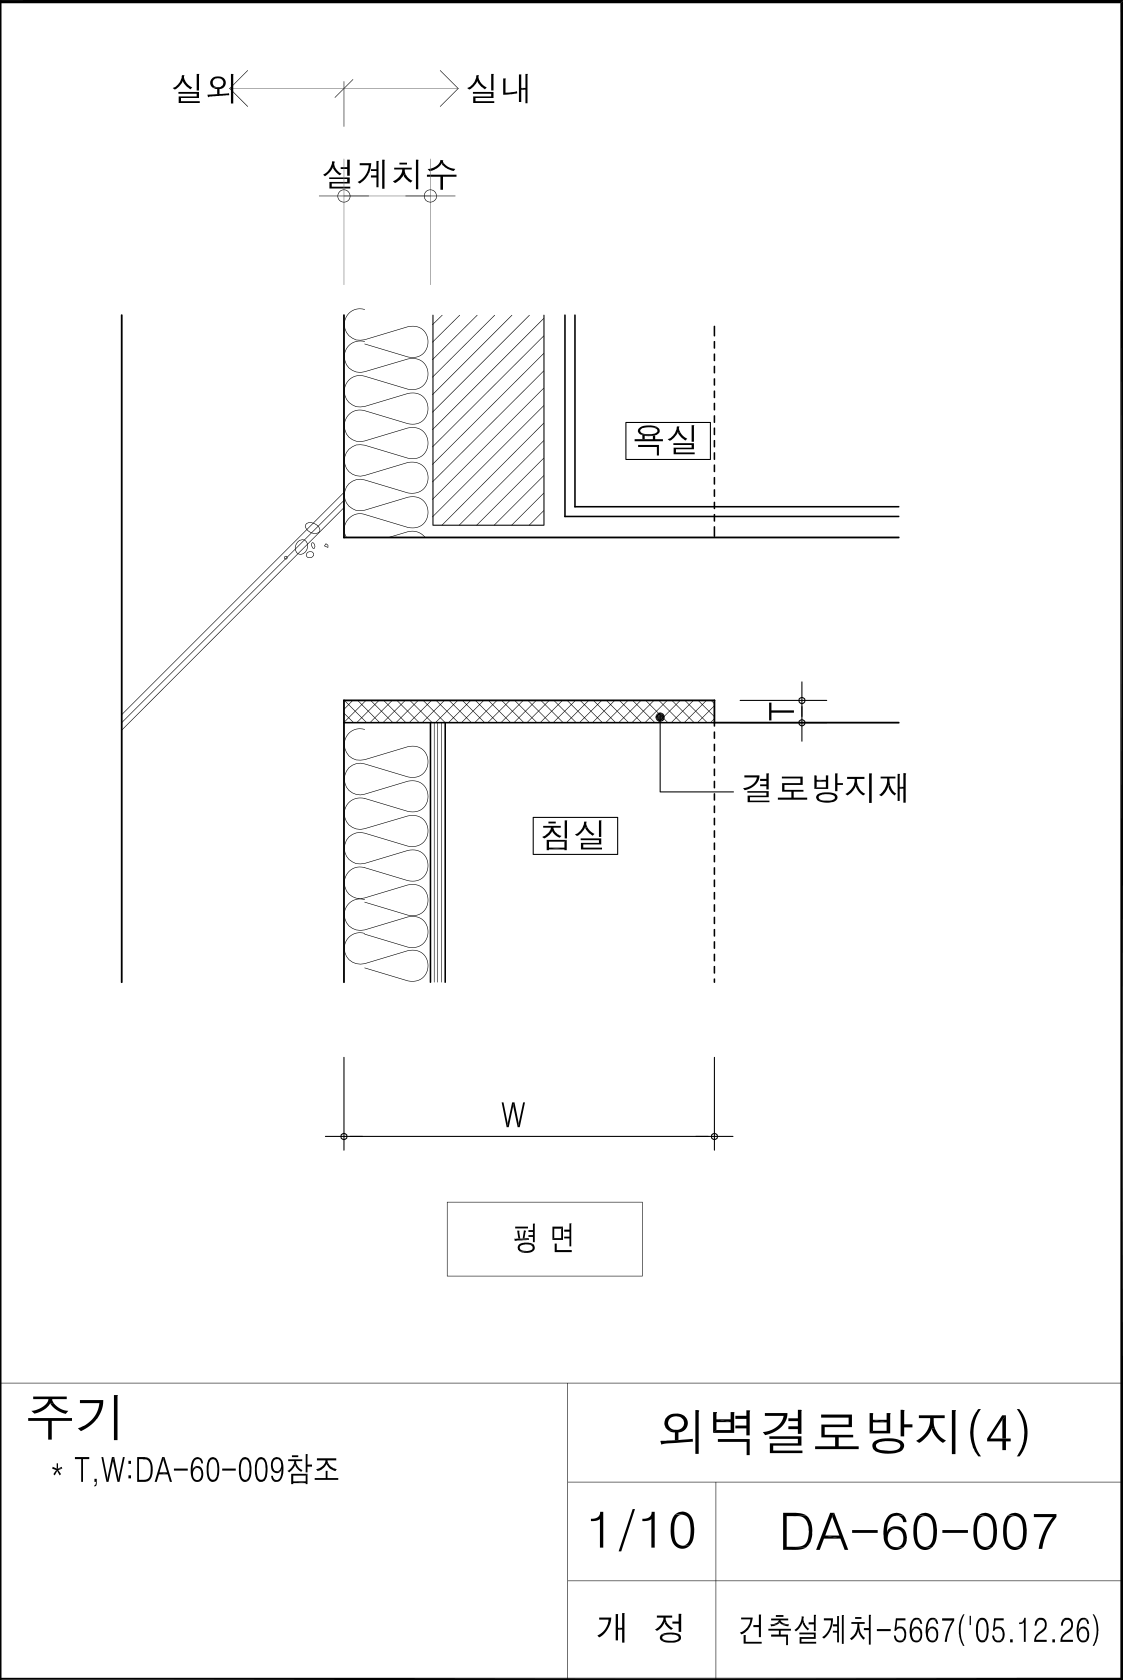 실외
실내
설계치수
욕실
T
결로방지재
침실
W
평 면
주기
* T,W:DA-60-009참조
외벽결로방지(4)
1/10
DA-60-007
개 정
건축설계처-5667('05.12.26)